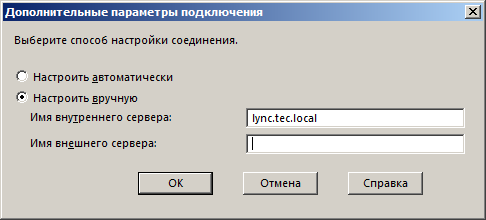 Дополнительные параметры подключения
Выберите способ настройки соединения.
Настроить автоматически
Настроить вручную
Имя внутреннего сервера: lync.tec.local
Имя внешнего сервера:
ОК Отмена Справка